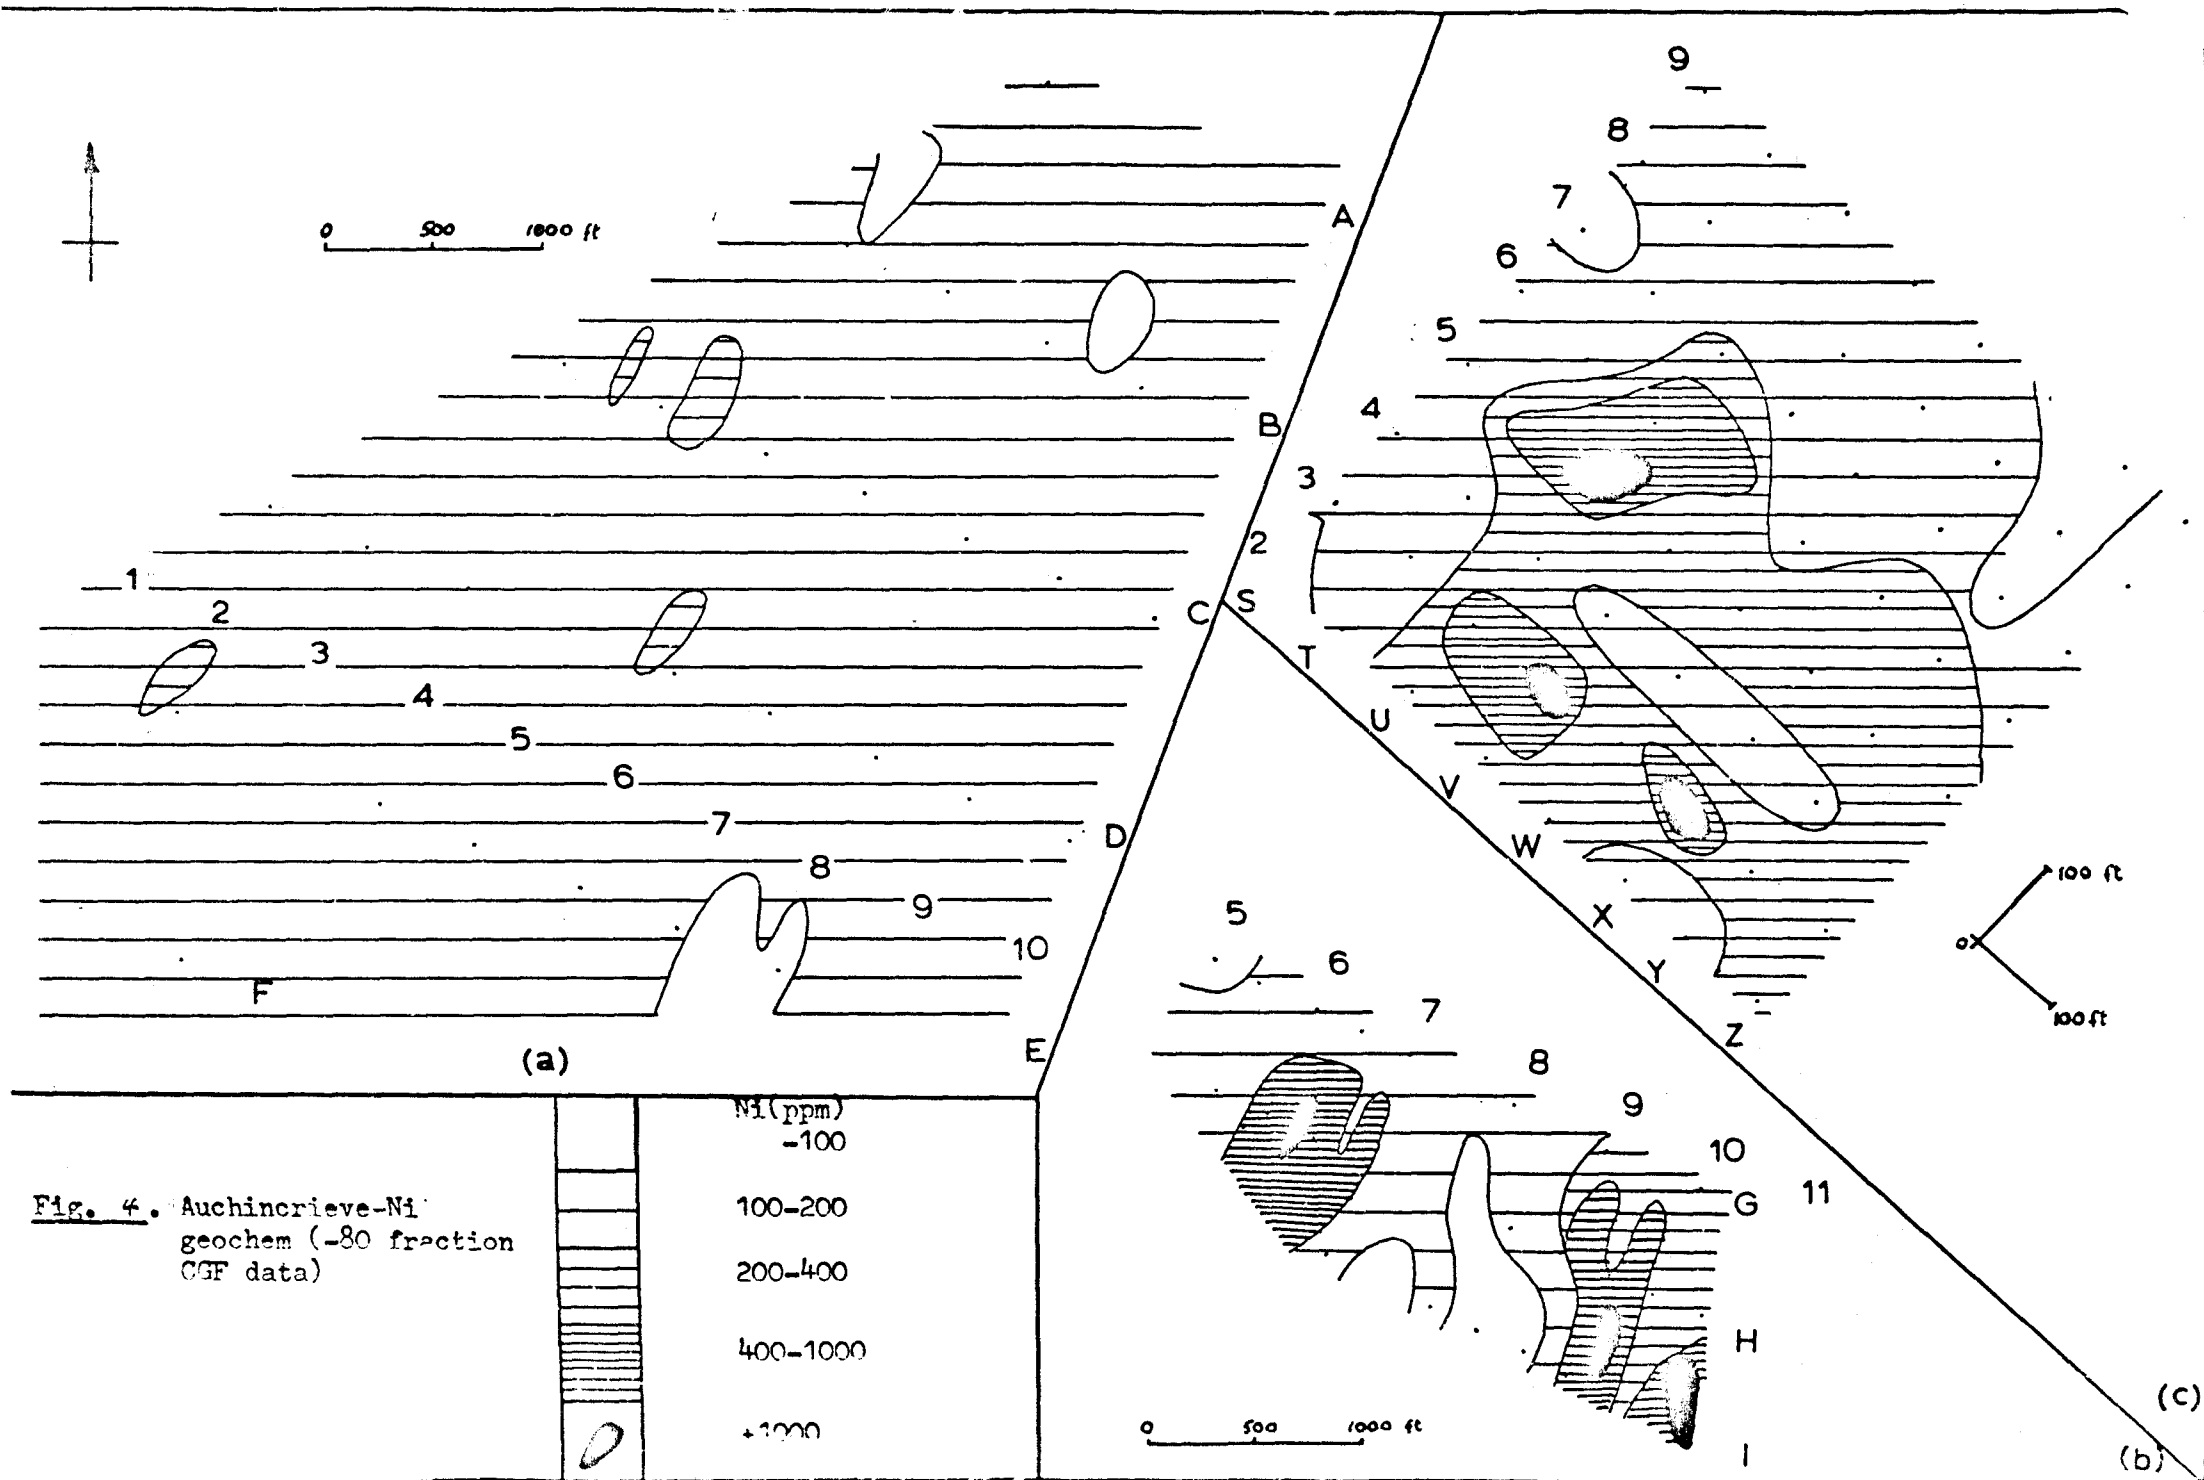 0 500 1000 ft
A
B
C
D
E
F
1
2
3
4
5
6
7
8
9
10
(a)
9
8
7
6
5
4
3
2
S
T
U
V
W
X
Y
Z
100 ft
0
100 ft
(c)
5
6
7
8
9
10
11
G
H
I
0 500 1000 ft
(b)
Ni(ppm)
-100
100-200
200-400
400-1000
+1000
Fig. 4. Auchincrieve-Ni
geochem (-80 fraction
CGF data)